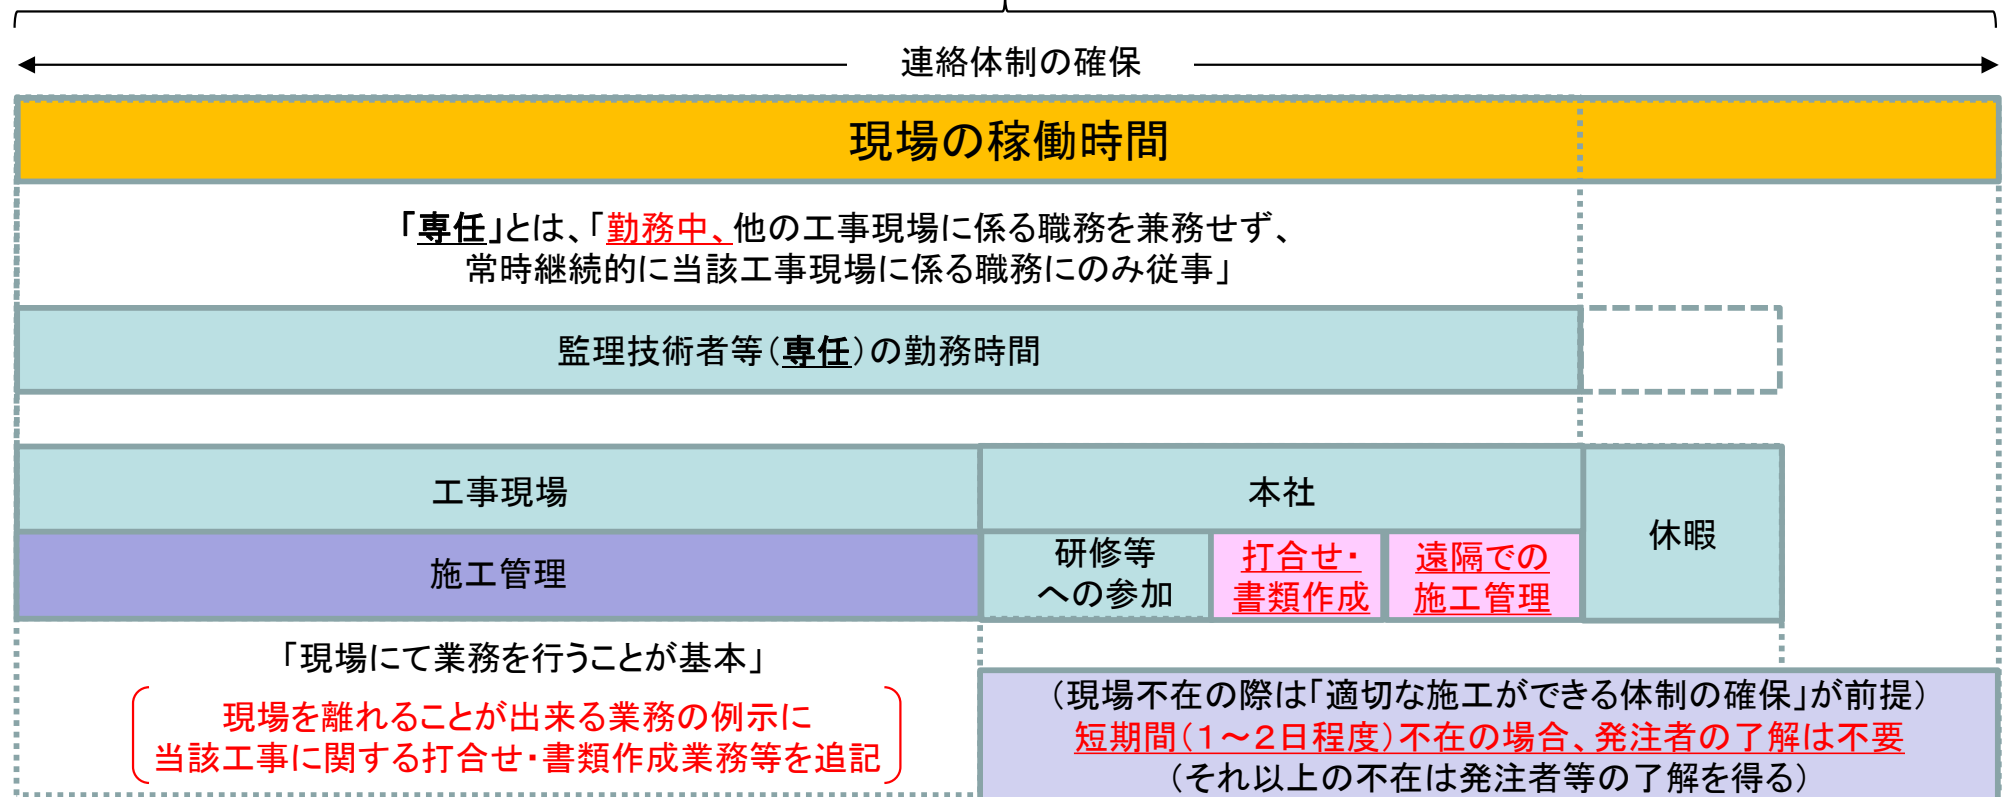 連絡体制の確保
現場の稼働時間
「専任」とは、「勤務中、他の工事現場に係る職務を兼務せず、
常時継続的に当該工事現場に係る職務にのみ従事」
監理技術者等(専任)の勤務時間
工事現場
本社
休暇
施工管理
研修等
への参加
打合せ・
書類作成
遠隔での
施工管理
「現場にて業務を行うことが基本」
現場を離れることが出来る業務の例示に
当該工事に関する打合せ・書類作成業務等を追記
(現場不在の際は「適切な施工ができる体制の確保」が前提)
短期間(1~2日程度)不在の場合、発注者の了解は不要
(それ以上の不在は発注者等の了解を得る)